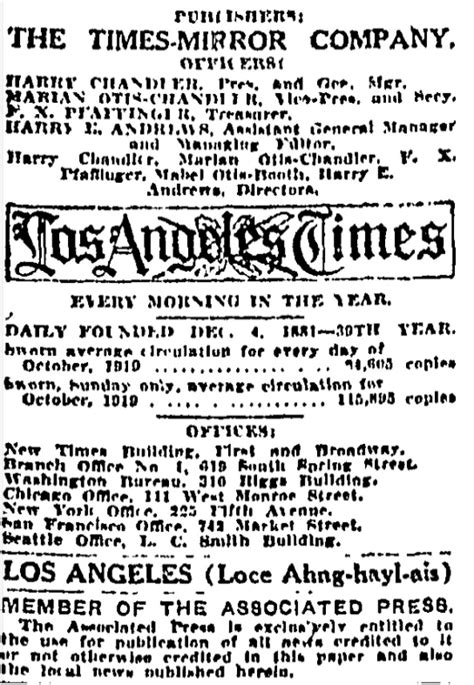 PUBLISHERS:
THE TIMES-MIRROR COMPANY.
OFFICERS:
HARRY CHANDLER, Pres. and Gen. Mgr.
MARIAN OTIS-CHANDLER, Vice-Pres. and Secy.
F. X. PFAFFINGER, Treasurer.
HARRY E. ANDREWS, Assistant General Manager
and Managing Editor.
Harry Chandler, Marian Otis-Chandler, F. X.
Pfaffinger, Mabel Otis-Booth, Harry E.
Andrews, Directors.
Los Angeles Times
EVERY MORNING IN THE YEAR.
DAILY FOUNDED DEC. 4, 1881—39TH YEAR.
Sworn average circulation for every day of
October, 1919 .................. copies
Sworn, Sunday only, average circulation for
October, 1919 .................. 115,895 copies
OFFICES:
New Times Building, First and Broadway.
Branch Office No. 1, 619 South Spring Street.
Washington Bureau, 310 Riggs Building.
Chicago Office, 111 West Monroe Street.
New York Office, 225 Fifth Avenue.
San Francisco Office, 742 Market Street.
Seattle Office, L. C. Smith Building.
LOS ANGELES (Loce Ahng-hayl-ais)
MEMBER OF THE ASSOCIATED PRESS.
The Associated Press is exclusively entitled to
the use for publication of all news credited to it
or not otherwise credited in this paper and also
the local news published herein.